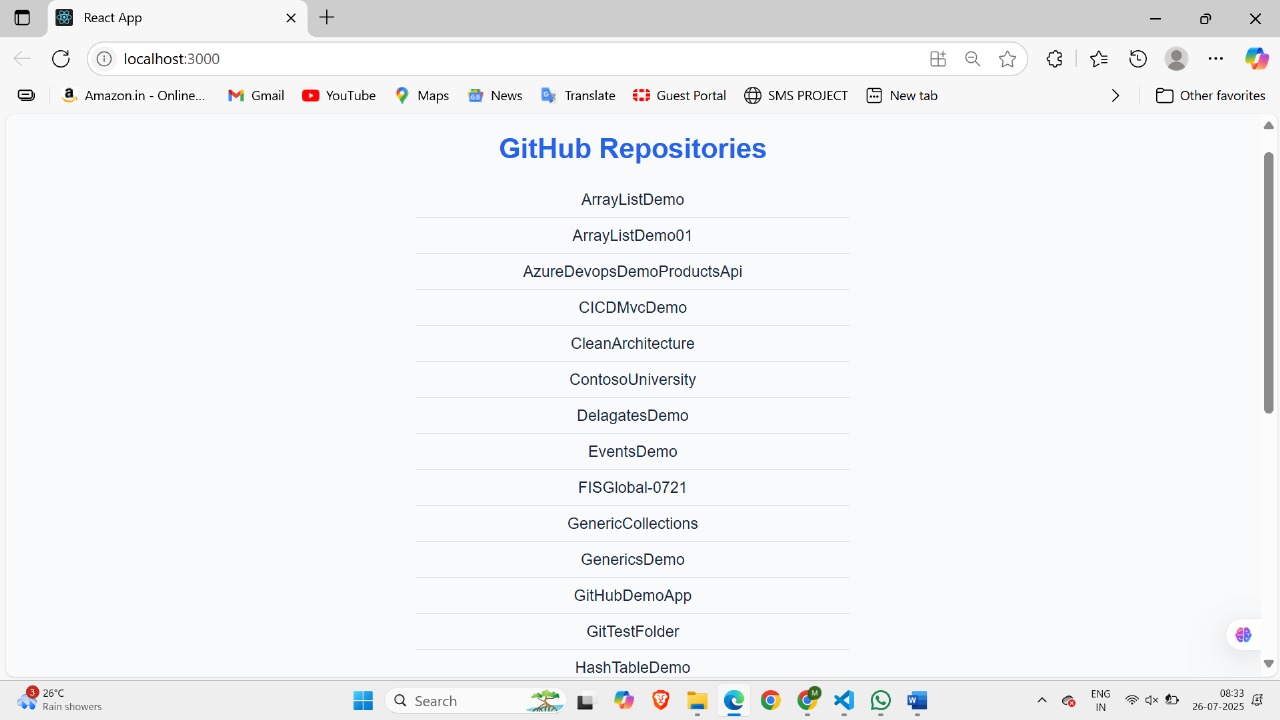 React App
localhost:3000
Amazon.in - Online...
Gmail
YouTube
Maps
News
Translate
Guest Portal
SMS PROJECT
New tab
Other favorites
GitHub Repositories
ArrayListDemo
ArrayListDemo01
AzureDevopsDemoProductsApi
CICDMvcDemo
CleanArchitecture
ContosoUniversity
DelagatesDemo
EventsDemo
FISGlobal-0721
GenericCollections
GenericsDemo
GitHubDemoApp
GitTestFolder
HashTableDemo
3
26°C
Rain showers
Search
M
ENG
IN
08:33
26-07-2025